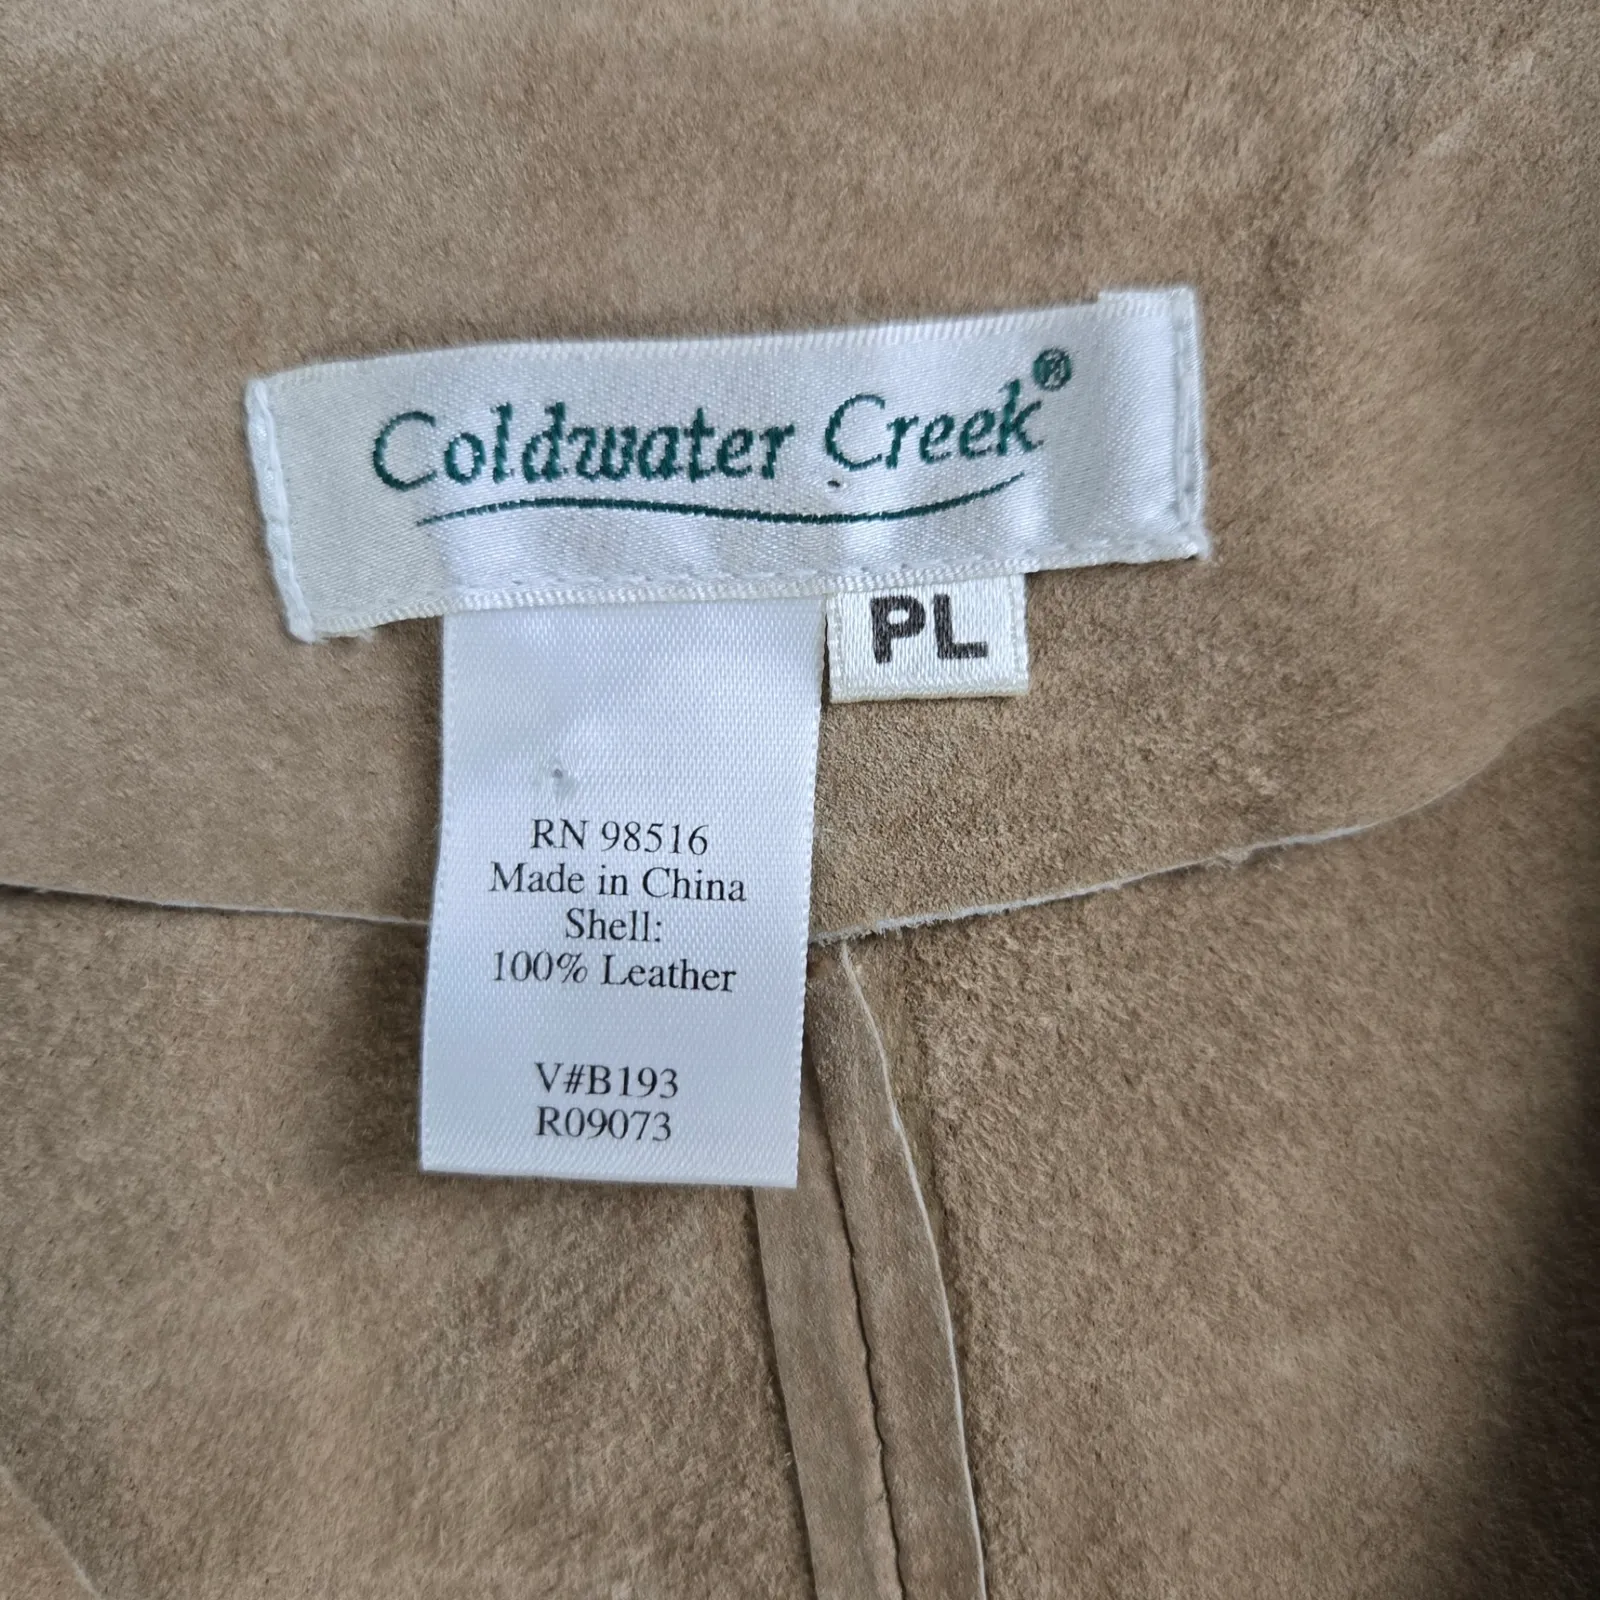 Coldwater Creek®
PL
RN 98516
Made in China
Shell:
100% Leather
V#B193
R09073